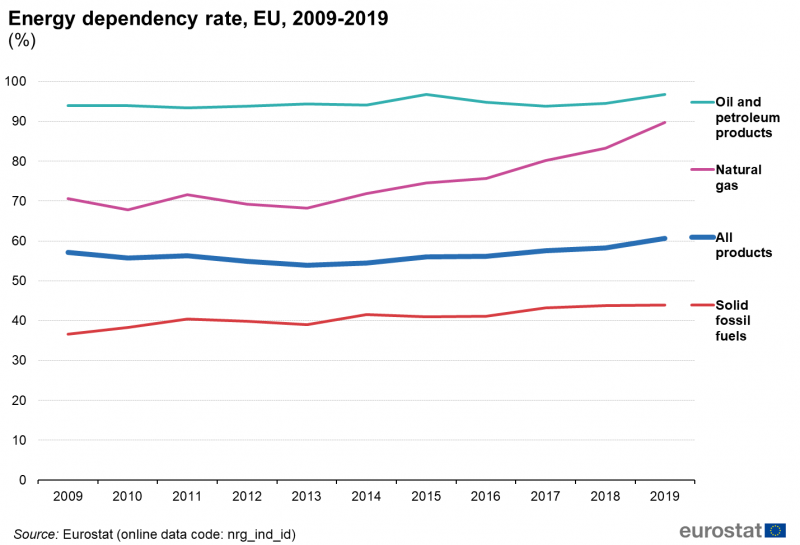 Energy dependency rate, EU, 2009-2019
(%)
100
90
80
70
60
50
40
30
20
10
0
2009 2010 2011 2012 2013 2014 2015 2016 2017 2018 2019
Oil and
petroleum
products
Natural
gas
All
products
Solid
fossil
fuels
Source: Eurostat (online data code: nrg_ind_id)
eurostat